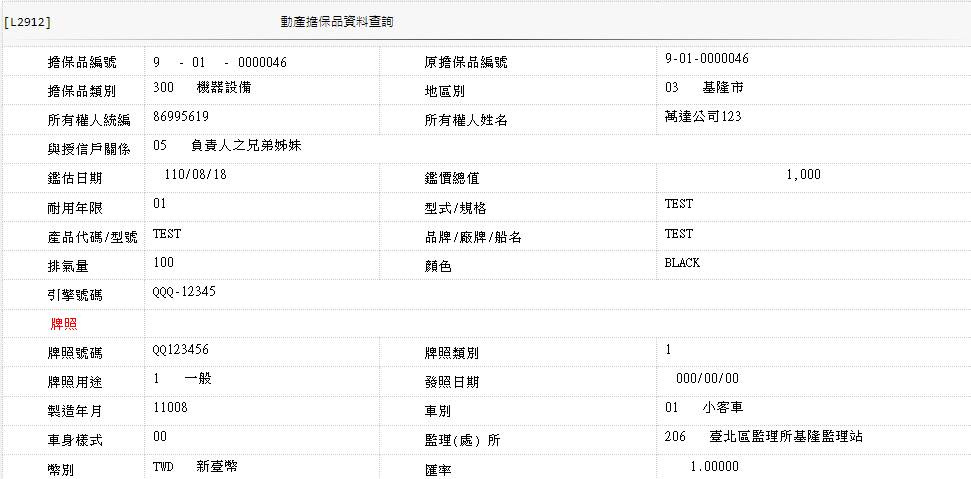 [L2912] 動產擔保品資料查詢
擔保品編號 9 - 01 - 0000046 原擔保品編號 9-01-0000046
擔保品類別 300 機器設備 地區別 03 基隆市
所有權人統編 86995619 所有權人姓名 萬達公司123
與授信戶關係 05 負責人之兄弟姊妹
鑑估日期 110/08/18 鑑價總值 1,000
耐用年限 01 型式/規格 TEST
產品代碼/型號 TEST 品牌/廠牌/船名 TEST
排氣量 100 顏色 BLACK
引擎號碼 QQQ-12345
牌照
牌照號碼 QQ123456 牌照類別 1
牌照用途 1 一般 發照日期 000/00/00
製造年月 11008 車別 01 小客車
車身樣式 00 監理(處) 所 206 臺北區監理所基隆監理站
幣別 TWD 新臺幣 匯率 1.00000